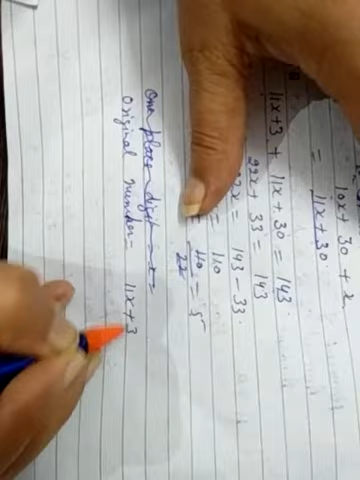 10x + 30 + x
= 11x + 30
11x + 3 + 11x + 30 = 143
22x + 33 = 143
22x = 143 - 33
= 110
= 110/22 = 5
One place digit = x =
Original number = 11x + 3